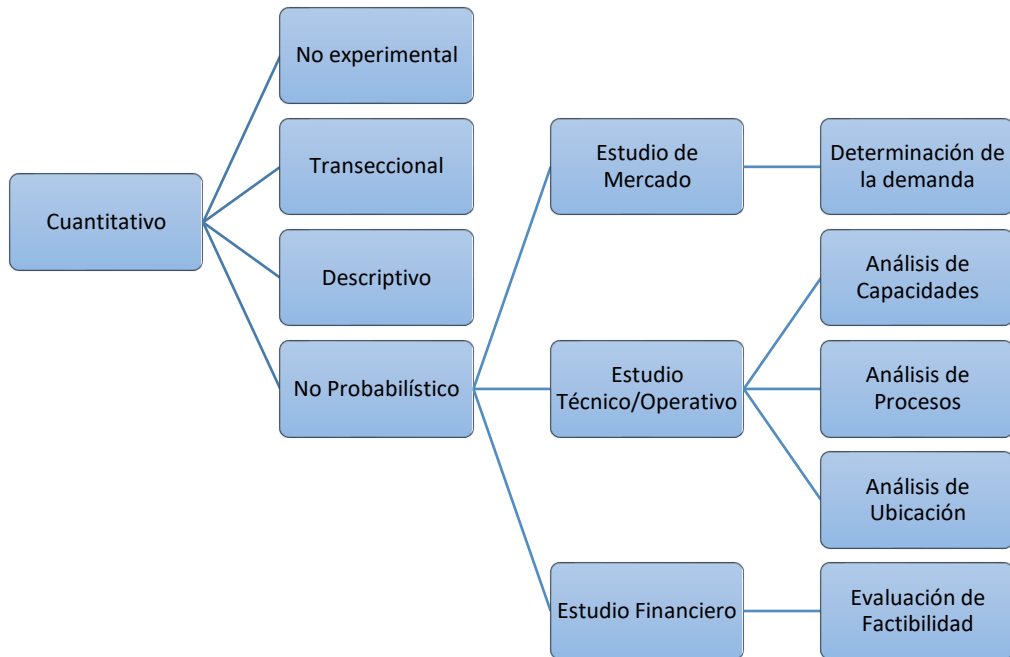 Cuantitativo
No experimental
Transeccional
Descriptivo
No Probabilístico
Estudio de
Mercado
Estudio
Técnico/Operativo
Estudio Financiero
Determinación de
la demanda
Análisis de
Capacidades
Análisis de
Procesos
Análisis de
Ubicación
Evaluación de
Factibilidad